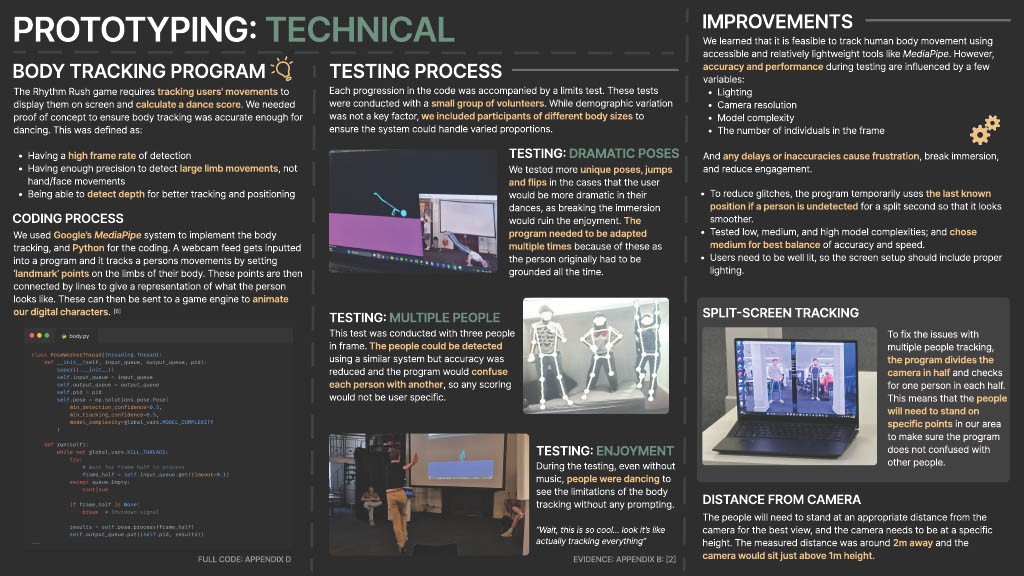 PROTOTYPING: TECHNICAL
BODY TRACKING PROGRAM
The Rhythm Rush game requires tracking users' movements to
display them on screen and calculate a dance score. We needed
proof of concept to ensure body tracking was accurate enough for
dancing. This was defined as:
• Having a high frame rate of detection
• Having enough precision to detect large limb movements, not
hand/face movements
• Being able to detect depth for better tracking and positioning
CODING PROCESS
We used Google's MediaPipe system to implement the body
tracking, and Python for the coding. A webcam feed gets inputted
into a program and it tracks a persons movements by setting
'landmark' points on the limbs of their body. These points are then
connected by lines to give a representation of what the person
looks like. These can then be sent to a game engine to animate
our digital characters. [6]
body.py
class PoseWorkerThread(threading.Thread):
def __init__(self, input_queue, output_queue, pid):
super().__init__()
self.input_queue = input_queue
self.output_queue = output_queue
self.pid = pid
self.pose = mp.solutions.pose.Pose(
min_detection_confidence=0.5,
min_tracking_confidence=0.5,
model_complexity=global_vars.MODEL_COMPLEXITY
)
def run(self):
while not global_vars.KILL_THREADS:
try:
# Wait for frame half to process
frame_half = self.input_queue.get(timeout=0.1)
except queue.Empty:
continue
if frame_half is None:
break # Shutdown signal
results = self.pose.process(frame_half)
self.output_queue.put((self.pid, results))
...
FULL CODE: APPENDIX D
TESTING PROCESS
Each progression in the code was accompanied by a limits test. These tests
were conducted with a small group of volunteers. While demographic variation
was not a key factor, we included participants of different body sizes to
ensure the system could handle varied proportions.
TESTING: DRAMATIC POSES
We tested more unique poses, jumps
and flips in the cases that the user
would be more dramatic in their
dances, as breaking the immersion
would ruin the enjoyment. The
program needed to be adapted
multiple times because of these as
the person originally had to be
grounded all the time.
TESTING: MULTIPLE PEOPLE
This test was conducted with three people
in frame. The people could be detected
using a similar system but accuracy was
reduced and the program would confuse
each person with another, so any scoring
would not be user specific.
TESTING: ENJOYMENT
During the testing, even without
music, people were dancing to
see the limitations of the body
tracking without any prompting.
"Wait, this is so cool... look it's like
actually tracking everything"
EVIDENCE: APPENDIX B: [2]
IMPROVEMENTS
We learned that it is feasible to track human body movement using
accessible and relatively lightweight tools like MediaPipe. However,
accuracy and performance during testing are influenced by a few
variables:
• Lighting
• Camera resolution
• Model complexity
• The number of individuals in the frame
And any delays or inaccuracies cause frustration, break immersion,
and reduce engagement.
• To reduce glitches, the program temporarily uses the last known
position if a person is undetected for a split second so that it looks
smoother.
• Tested low, medium, and high model complexities; and chose
medium for best balance of accuracy and speed.
• Users need to be well lit, so the screen setup should include proper
lighting.
SPLIT-SCREEN TRACKING
To fix the issues with
multiple people tracking,
the program divides the
camera in half and checks
for one person in each half.
This means that the people
will need to stand on
specific points in our area
to make sure the program
does not confused with
other people.
DISTANCE FROM CAMERA
The people will need to stand at an appropriate distance from the
camera for the best view, and the camera needs to be at a specific
height. The measured distance was around 2m away and the
camera would sit just above 1m height.